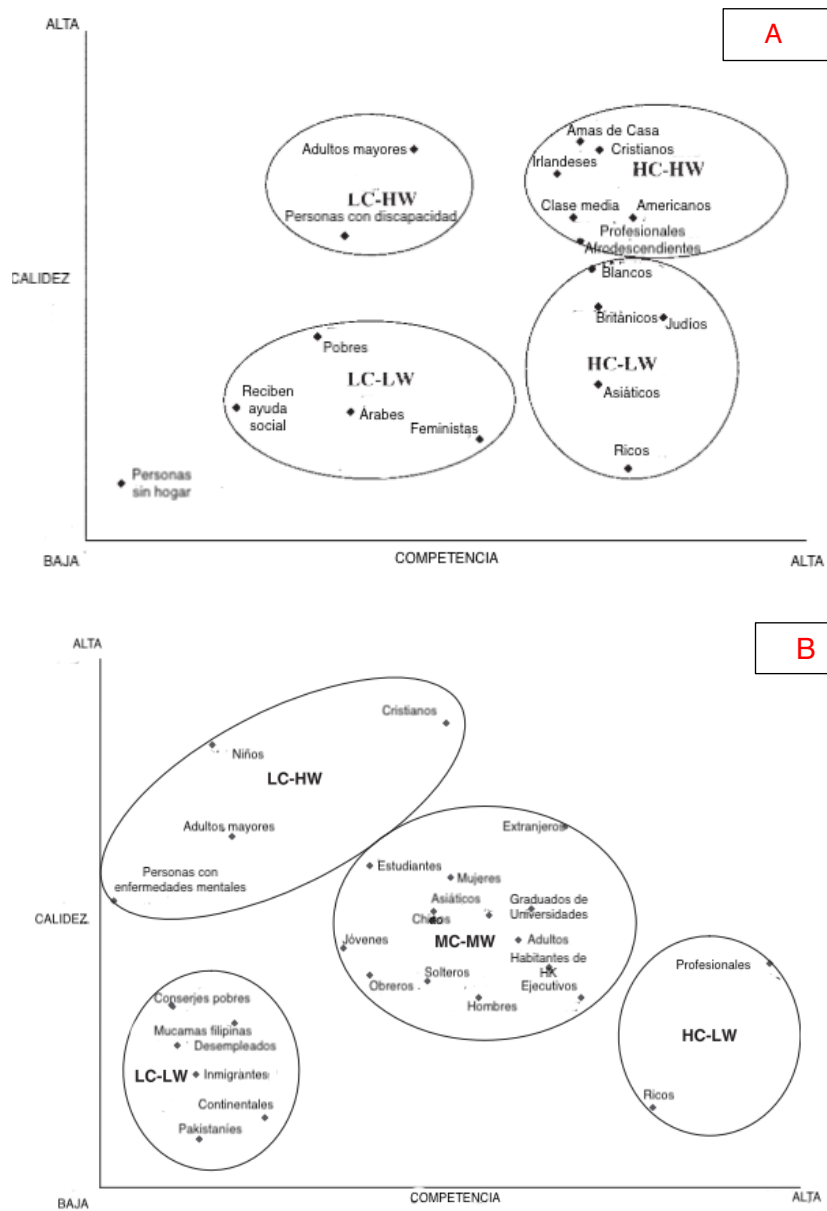 ALTA
A
Amas de Casa
Adultos mayores
Cristianos
Irlandeses
HC-HW
LC-HW
Personas con discapacidad
Clase media
Americanos
Profesionales
Afrodescendientes
CALIDEZ
Blancos
Británicos
Judíos
Pobres
HC-LW
LC-LW
Reciben
ayuda
social
Asiáticos
Árabes
Feministas
Ricos
Personas
sin hogar
BAJA
COMPETENCIA
ALTA
ALTA
B
Cristianos
Niños
LC-HW
Adultos mayores
Extranjeros
Personas con
enfermedades mentales
Estudiantes
Mujeres
Asiáticos
Graduados de
Universidades
CALIDEZ
Jóvenes
MC-MW
Adultos
Habitantes de
HK
Profesionales
Solteros
Obreros
Ejecutivos
Hombres
Conserjes pobres
Mucamas filipinas
Desempleados
HC-LW
LC-LW
Inmigrantes
Ricos
Continentales
Pakistaníes
BAJA
COMPETENCIA
ALTA